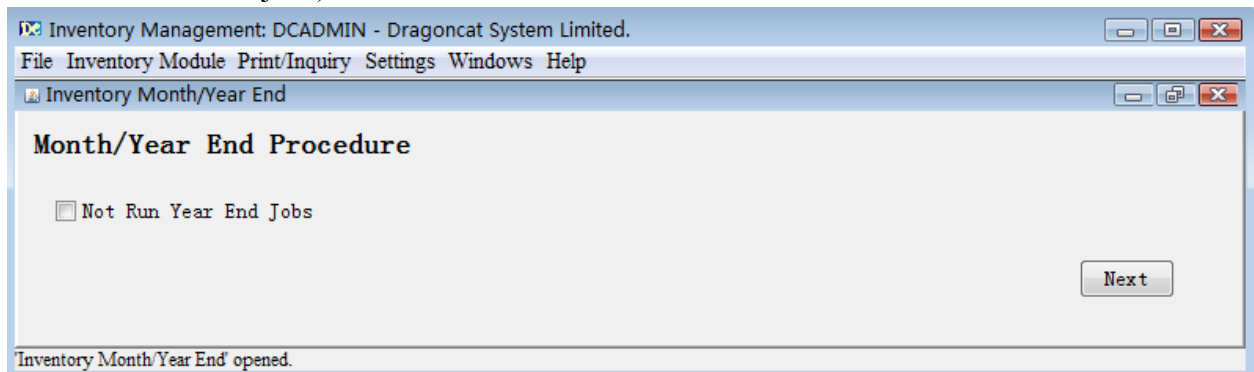 Inventory Management: DCADMIN - Dragoncat System Limited.
File Inventory Module Print/Inquiry Settings Windows Help
Inventory Month/Year End
Month/Year End Procedure
Not Run Year End Jobs
Next
'Inventory Month/Year End' opened.